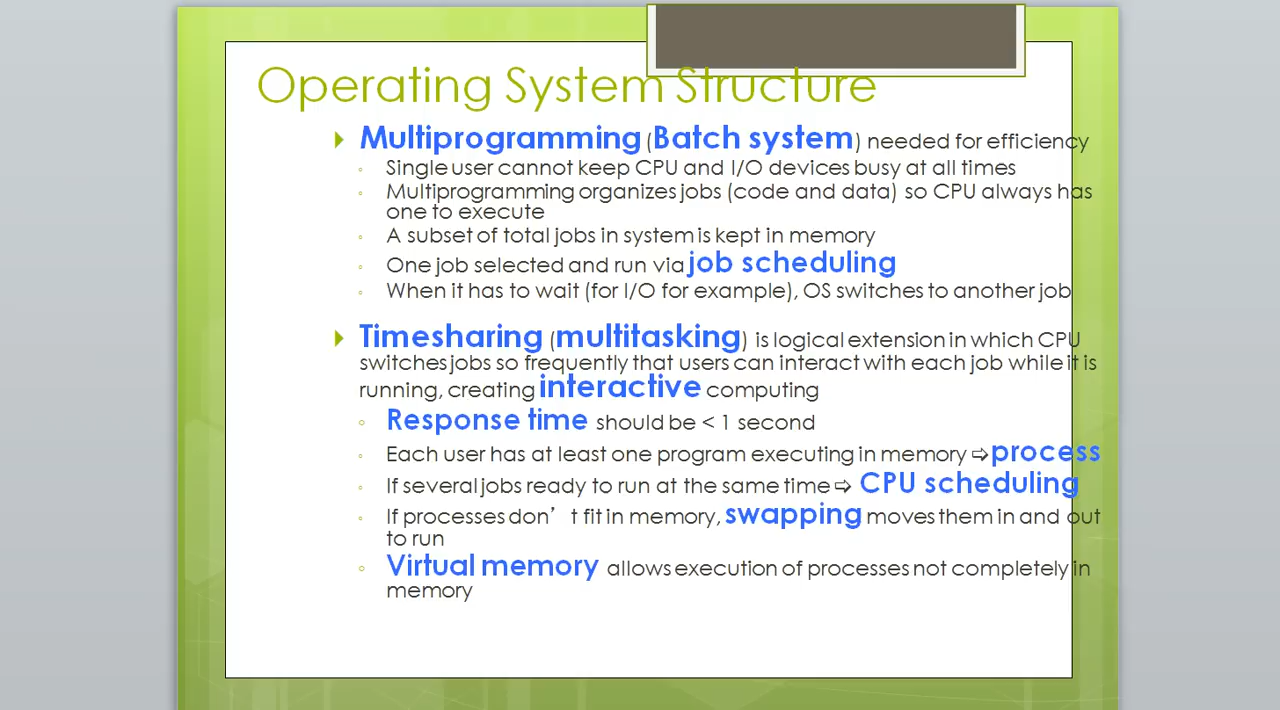 Operating System Structure
Multiprogramming (Batch system) needed for efficiency
Single user cannot keep CPU and I/O devices busy at all times
Multiprogramming organizes jobs (code and data) so CPU always has
one to execute
A subset of total jobs in system is kept in memory
One job selected and run via job scheduling
When it has to wait (for I/O for example), OS switches to another job
Timesharing (multitasking) is logical extension in which CPU
switches jobs so frequently that users can interact with each job while it is
running, creating interactive computing
Response time should be < 1 second
Each user has at least one program executing in memory ⇨process
If several jobs ready to run at the same time ⇨ CPU scheduling
If processes don’t fit in memory, swapping moves them in and out
to run
Virtual memory allows execution of processes not completely in
memory